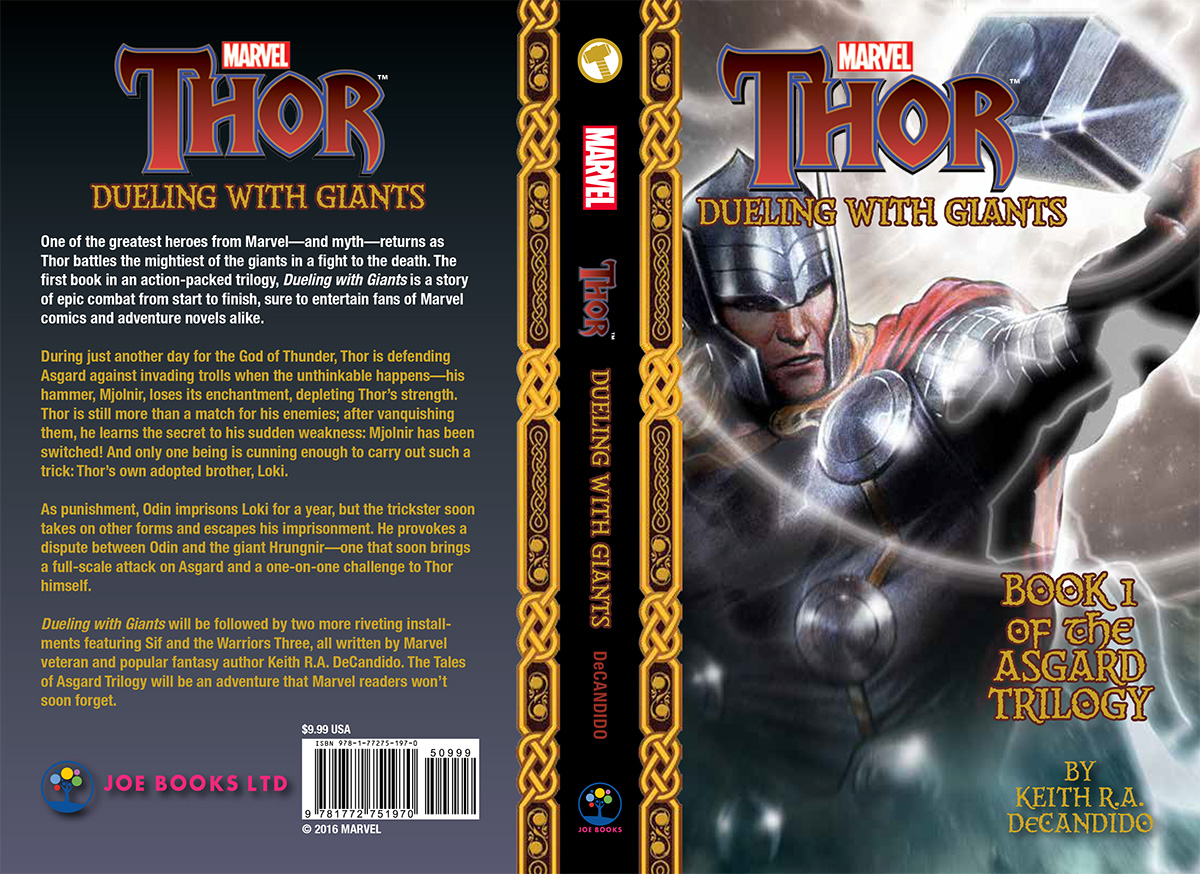 MARVEL
THOR™
DUELING WITH GIANTS
One of the greatest heroes from Marvel—and myth—returns as
Thor battles the mightiest of the giants in a fight to the death. The
first book in an action-packed trilogy, Dueling with Giants is a story
of epic combat from start to finish, sure to entertain fans of Marvel
comics and adventure novels alike.
During just another day for the God of Thunder, Thor is defending
Asgard against invading trolls when the unthinkable happens—his
hammer, Mjolnir, loses its enchantment, depleting Thor's strength.
Thor is still more than a match for his enemies; after vanquishing
them, he learns the secret to his sudden weakness: Mjolnir has been
switched! And only one being is cunning enough to carry out such a
trick: Thor's own adopted brother, Loki.
As punishment, Odin imprisons Loki for a year, but the trickster soon
takes on other forms and escapes his imprisonment. He provokes a
dispute between Odin and the giant Hrungnir—one that soon brings
a full-scale attack on Asgard and a one-on-one challenge to Thor
himself.
Dueling with Giants will be followed by two more riveting install-
ments featuring Sif and the Warriors Three, all written by Marvel
veteran and popular fantasy author Keith R.A. DeCandido. The Tales
of Asgard Trilogy will be an adventure that Marvel readers won't
soon forget.
JOE BOOKS LTD
$9.99 USA
ISBN 978-1-77275-197-0
50999
9 781772 751970
© 2016 MARVEL
MARVEL
THOR™
DUELING WITH GIANTS
DeCANDIDO
JOE BOOKS
MARVEL
THOR™
DUELING WITH GIANTS
BOOK 1
OF the
ASGARD
TRILOGY
BY
KEITH R.A.
DeCANDIDO